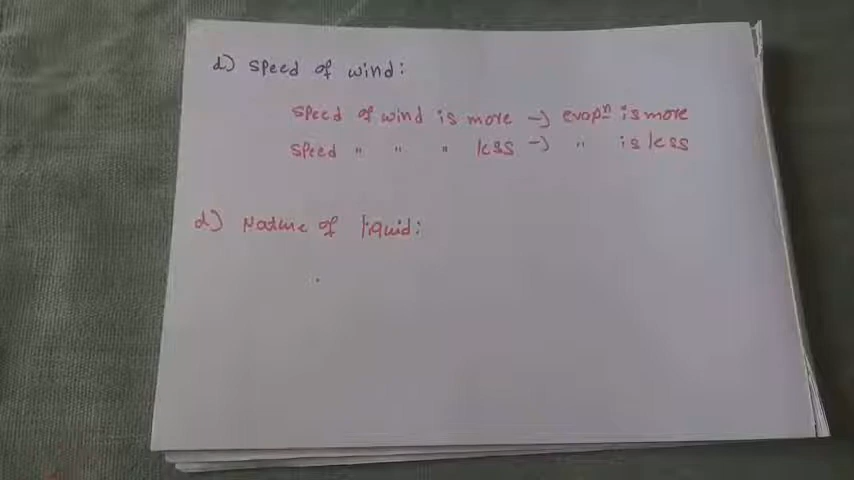 d) Speed of wind:
Speed of wind is more → evapn is more
Speed " " " less → " is less
d) Nature of liquid: